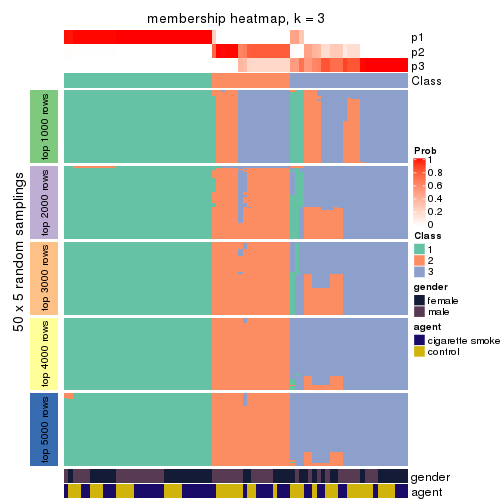 membership heatmap, k = 3
p1
p2
p3
Class
50 x 5 random samplings
top 1000 rows
top 2000 rows
top 3000 rows
top 4000 rows
top 5000 rows
Prob
1
0.8
0.6
0.4
0.2
0
Class
1
2
3
gender
female
male
agent
cigarette smoke
control
gender
agent